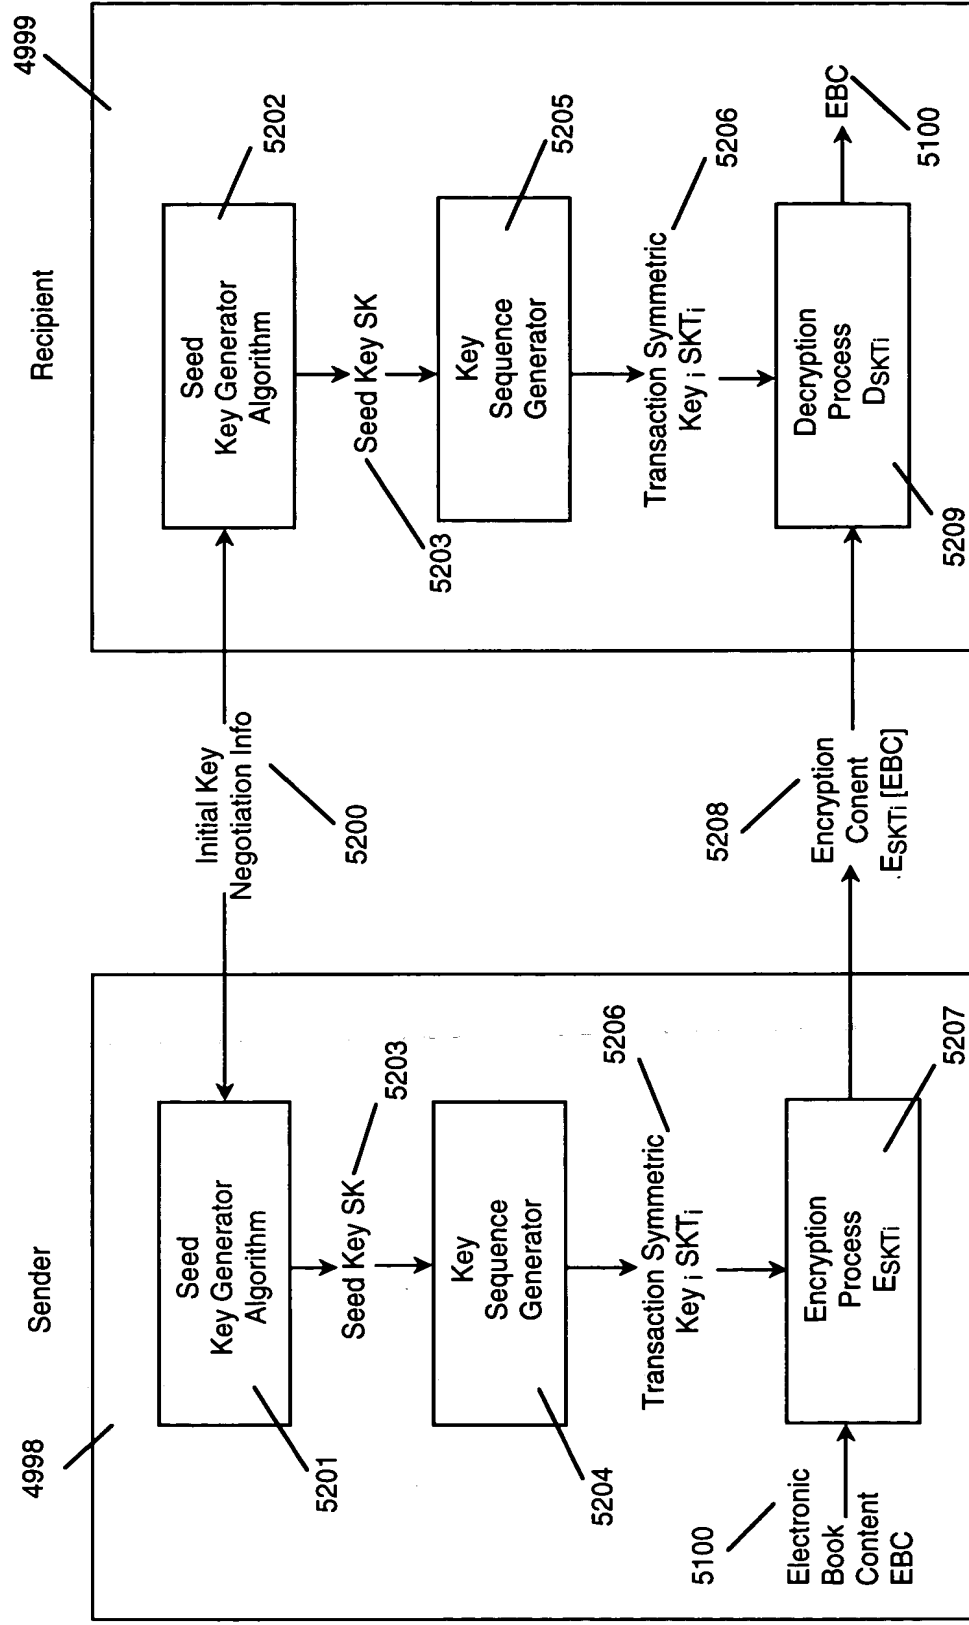 Sender
4998
Seed
Key Generator
Algorithm
5201
Seed Key SK
5203
Key
Sequence
Generator
5204
Transaction Symmetric
Key i SKTi
5206
5100
Electronic
Book
Content
EBC
Encryption
Process
ESKTi
5207
Initial Key
Negotiation Info
5200
5208
Encryption
Conent
ESKTi [EBC]
Recipient
4999
Seed
Key Generator
Algorithm
5202
Seed Key SK
5203
Key
Sequence
Generator
5205
Transaction Symmetric
Key i SKTi
5206
Decryption
Process
DSKTi
5209
EBC
5100